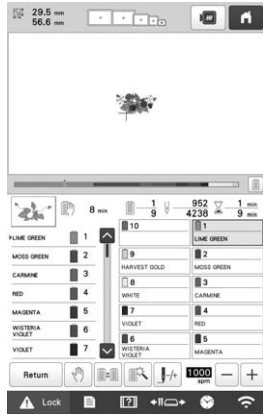 29.5 mm
56.6 mm
8 min
1
9
952
4238
1 min
9 min
LIME GREEN 1
MOSS GREEN 2
CARMINE 3
RED 4
MAGENTA 5
WISTERIA
VIOLET 6
VIOLET 7
10
1
LIME GREEN
9
HARVEST GOLD
2
MOSS GREEN
8
WHITE
3
CARMINE
7
VIOLET
4
RED
6
WISTERIA
VIOLET
5
MAGENTA
Return
1000
spm
Lock